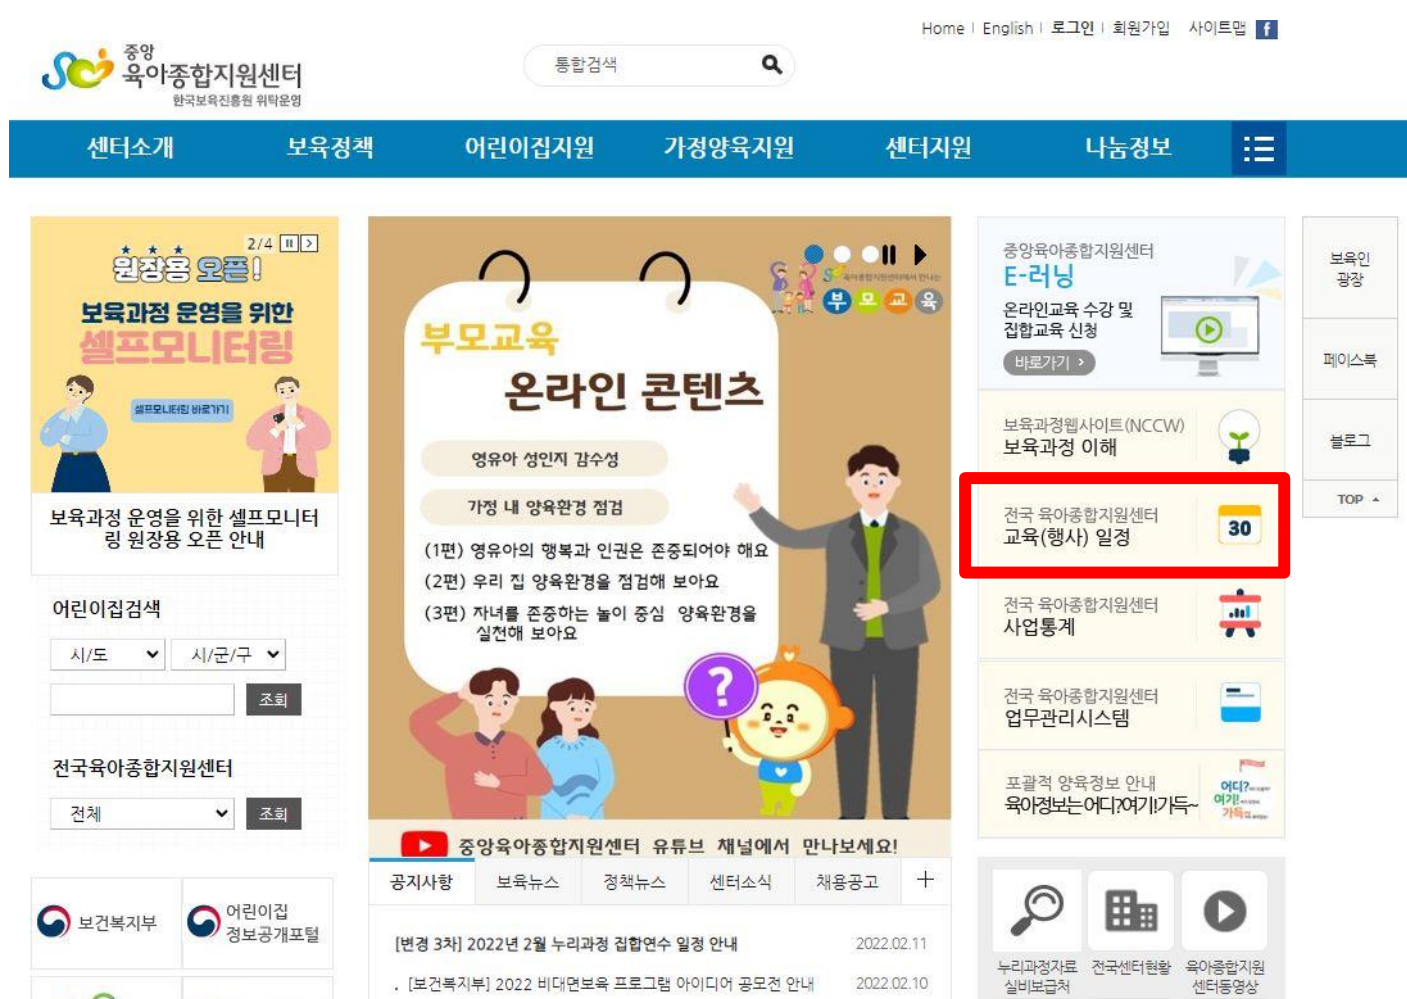 Home | English | 로그인 | 회원가입 사이트맵 f
중앙
육아종합지원센터
한국보육진흥원 위탁운영
통합검색
센터소개 보육정책 어린이집지원 가정양육지원 센터지원 나눔정보
2/4
원장용 오픈!
보육과정 운영을 위한
셀프모니터링
셀프모니터링 바로가기
보육과정 운영을 위한 셀프모니터
링 원장용 오픈 안내
어린이집검색
시/도 시/군/구
조회
전국육아종합지원센터
전체 조회
보건복지부
어린이집
정보공개포털
육아종합지원센터에서 만나는
부모교육
부모교육
온라인 콘텐츠
영유아 성인지 감수성
가정 내 양육환경 점검
(1편) 영유아의 행복과 인권은 존중되어야 해요
(2편) 우리 집 양육환경을 점검해 보아요
(3편) 자녀를 존중하는 놀이 중심 양육환경을
실천해 보아요
?
중앙육아종합지원센터 유튜브 채널에서 만나보세요!
공지사항 보육뉴스 정책뉴스 센터소식 채용공고 +
[변경 3차] 2022년 2월 누리과정 집합연수 일정 안내 2022.02.11
. [보건복지부] 2022 비대면보육 프로그램 아이디어 공모전 안내 2022.02.10
중앙육아종합지원센터
E-러닝
온라인교육 수강 및
집합교육 신청
바로가기 >
보육과정웹사이트(NCCW)
보육과정 이해
전국 육아종합지원센터
교육(행사) 일정
30
전국 육아종합지원센터
사업통계
전국 육아종합지원센터
업무관리시스템
포괄적 양육정보 안내
육아정보는 어디?여기!가득~
어디?
여기!
가득
누리과정자료
실비보급처
전국센터현황
육아종합지원
센터동영상
보육인
광장
페이스북
블로그
TOP